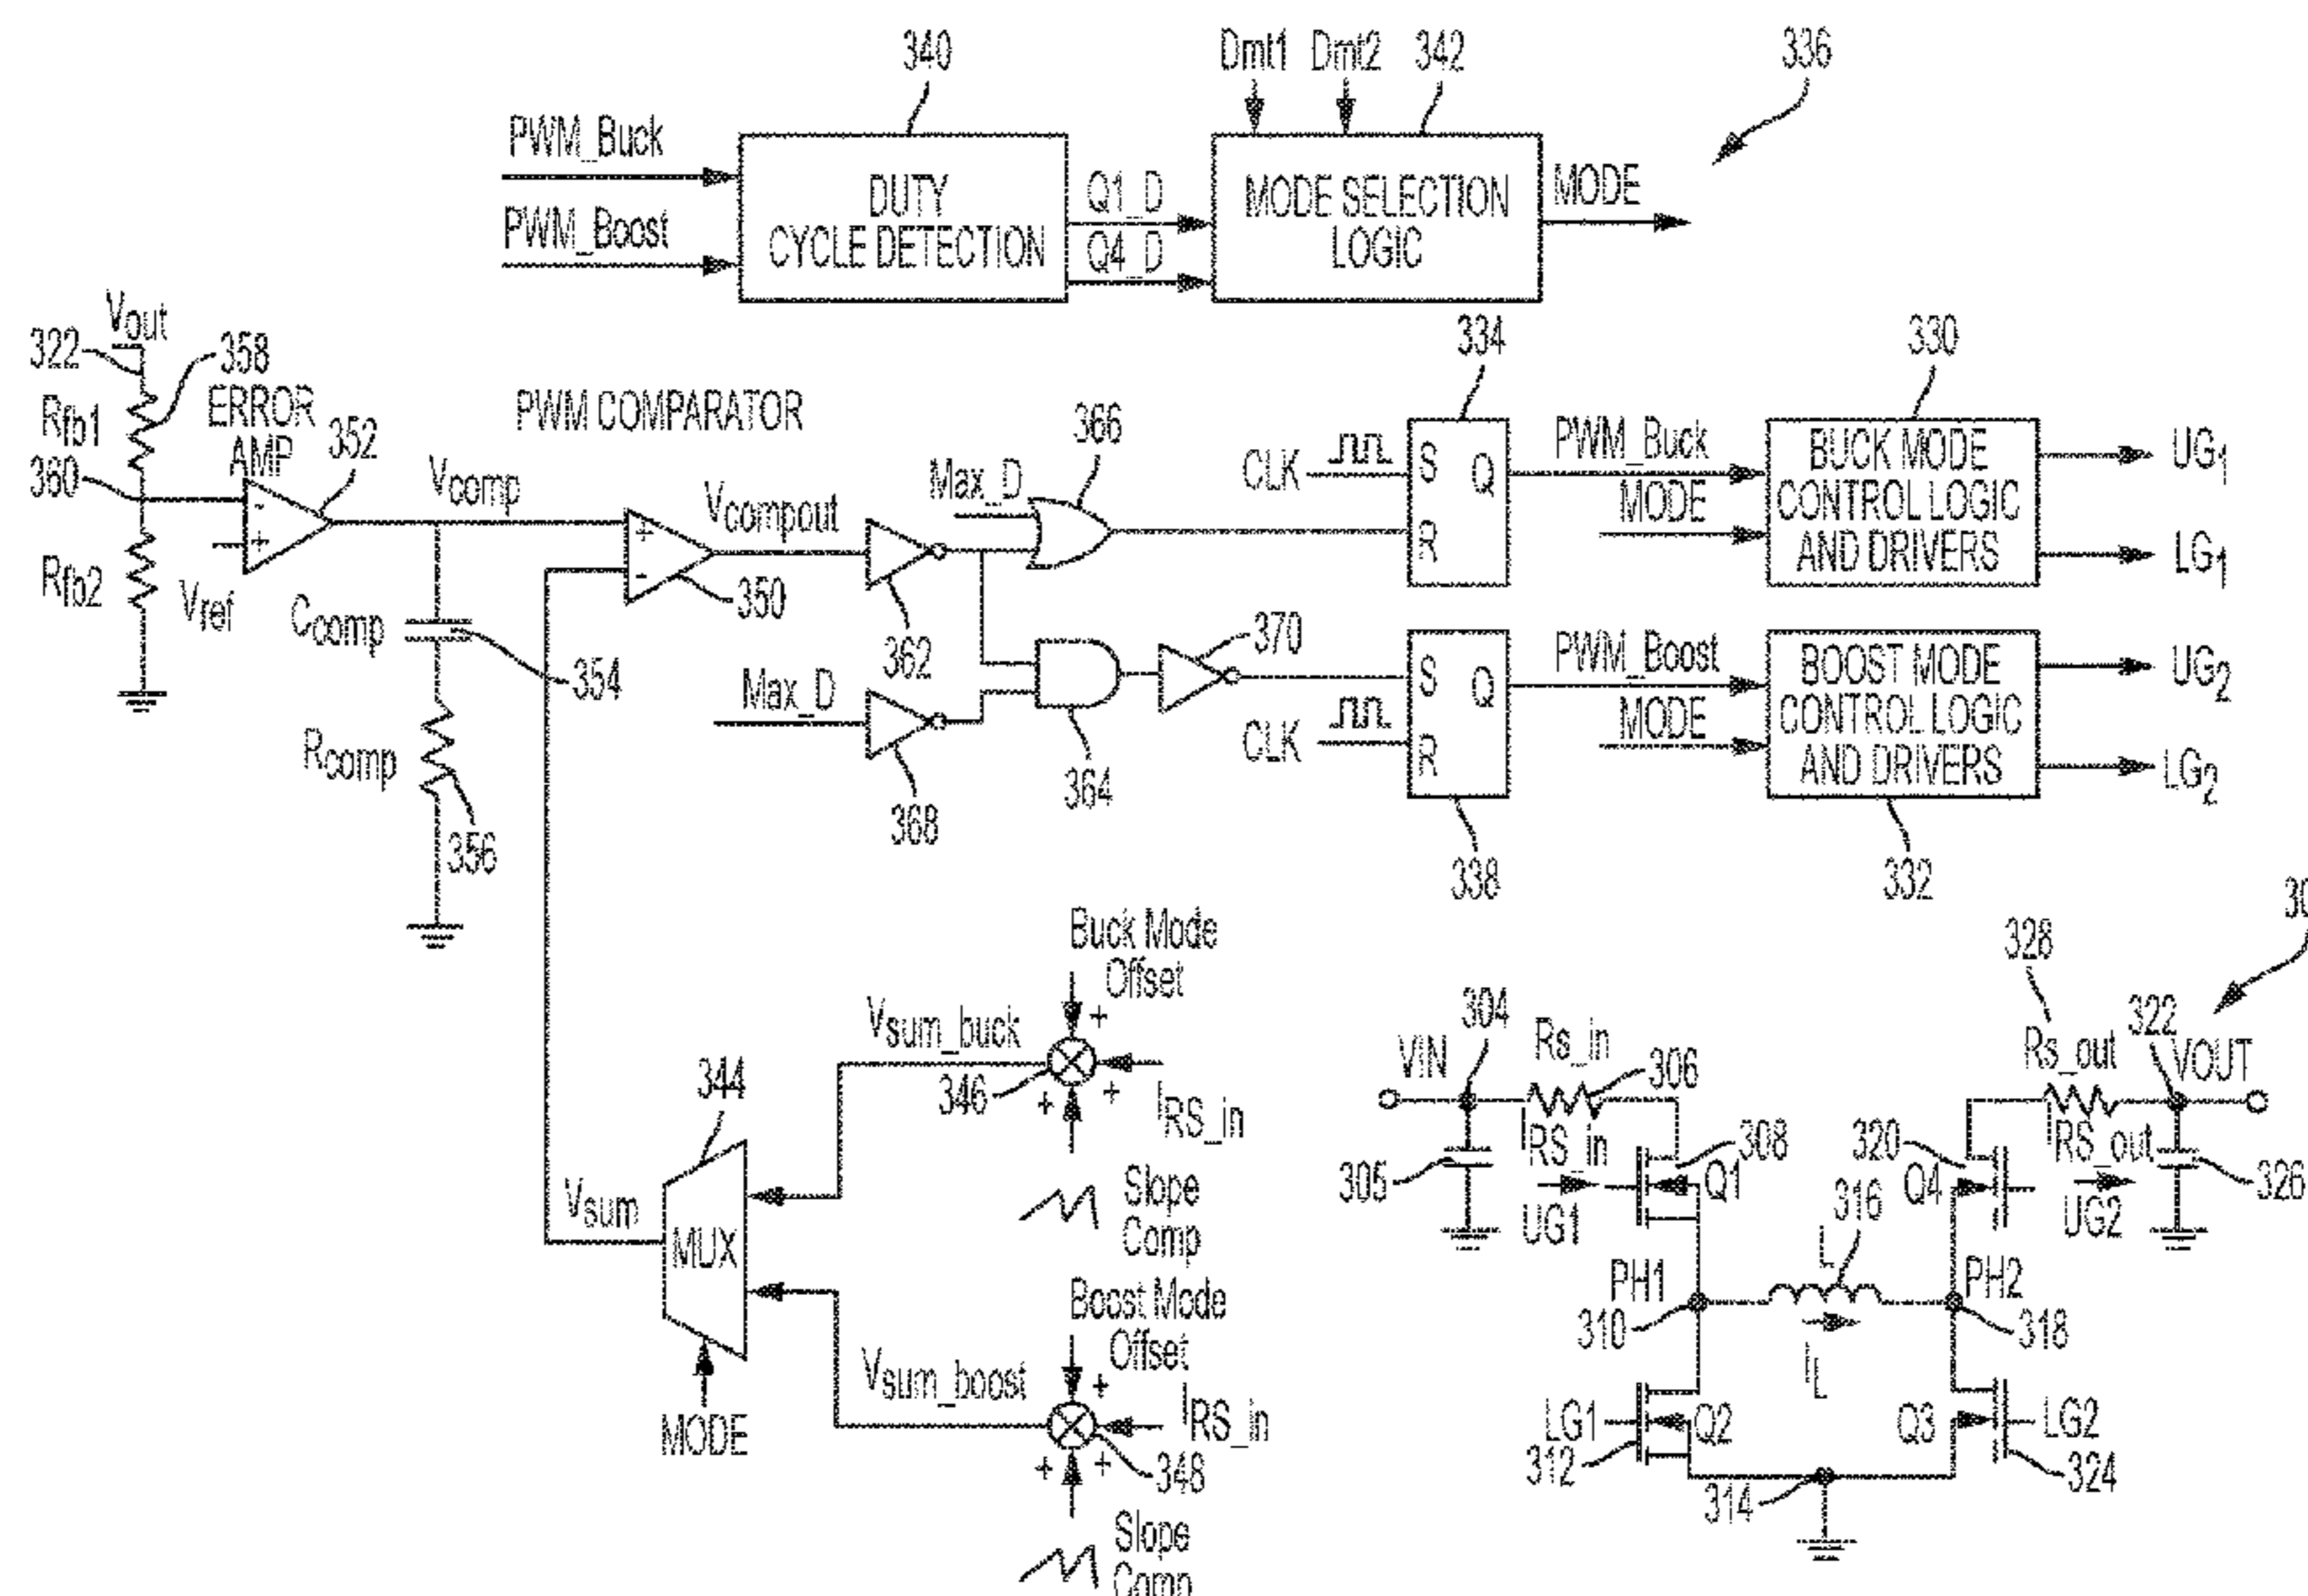 340
Dmt1 Dmt2 342
336
PWM_Buck
PWM_Boost
DUTY
CYCLE DETECTION
Q1_D
Q4_D
MODE SELECTION
LOGIC
MODE
Vout
322
358
Rfb1
360
Rfb2
ERROR
AMP
352
-
+
Vref
Vcomp
Ccomp
354
Rcomp
356
PWM COMPARATOR
+
-
350
Vcompout
362
Max_D
366
Max_D
368
364
370
334
CLK
S Q
R
PWM_Buck
MODE
330
BUCK MODE
CONTROL LOGIC
AND DRIVERS
UG1
LG1
S Q
CLK
R
338
PWM_Boost
MODE
BOOST MODE
CONTROL LOGIC
AND DRIVERS
332
UG2
LG2
Buck Mode
Offset
Vsum_buck
346
+
+
+
IRS_in
Slope
Comp
344
MUX
Vsum
MODE
Boost Mode
Offset
Vsum_boost
+
+
+
IRS_in
348
Slope
Comp
304
VIN
Rs_in
306
305
IRS_in
UG1
308
Q1
PH1
310
LG1
312
Q2
314
L
316
IL
PH2
318
Q3
LG2
324
320
Q4
UG2
328
Rs_out
IRS_out
322
VOUT
326